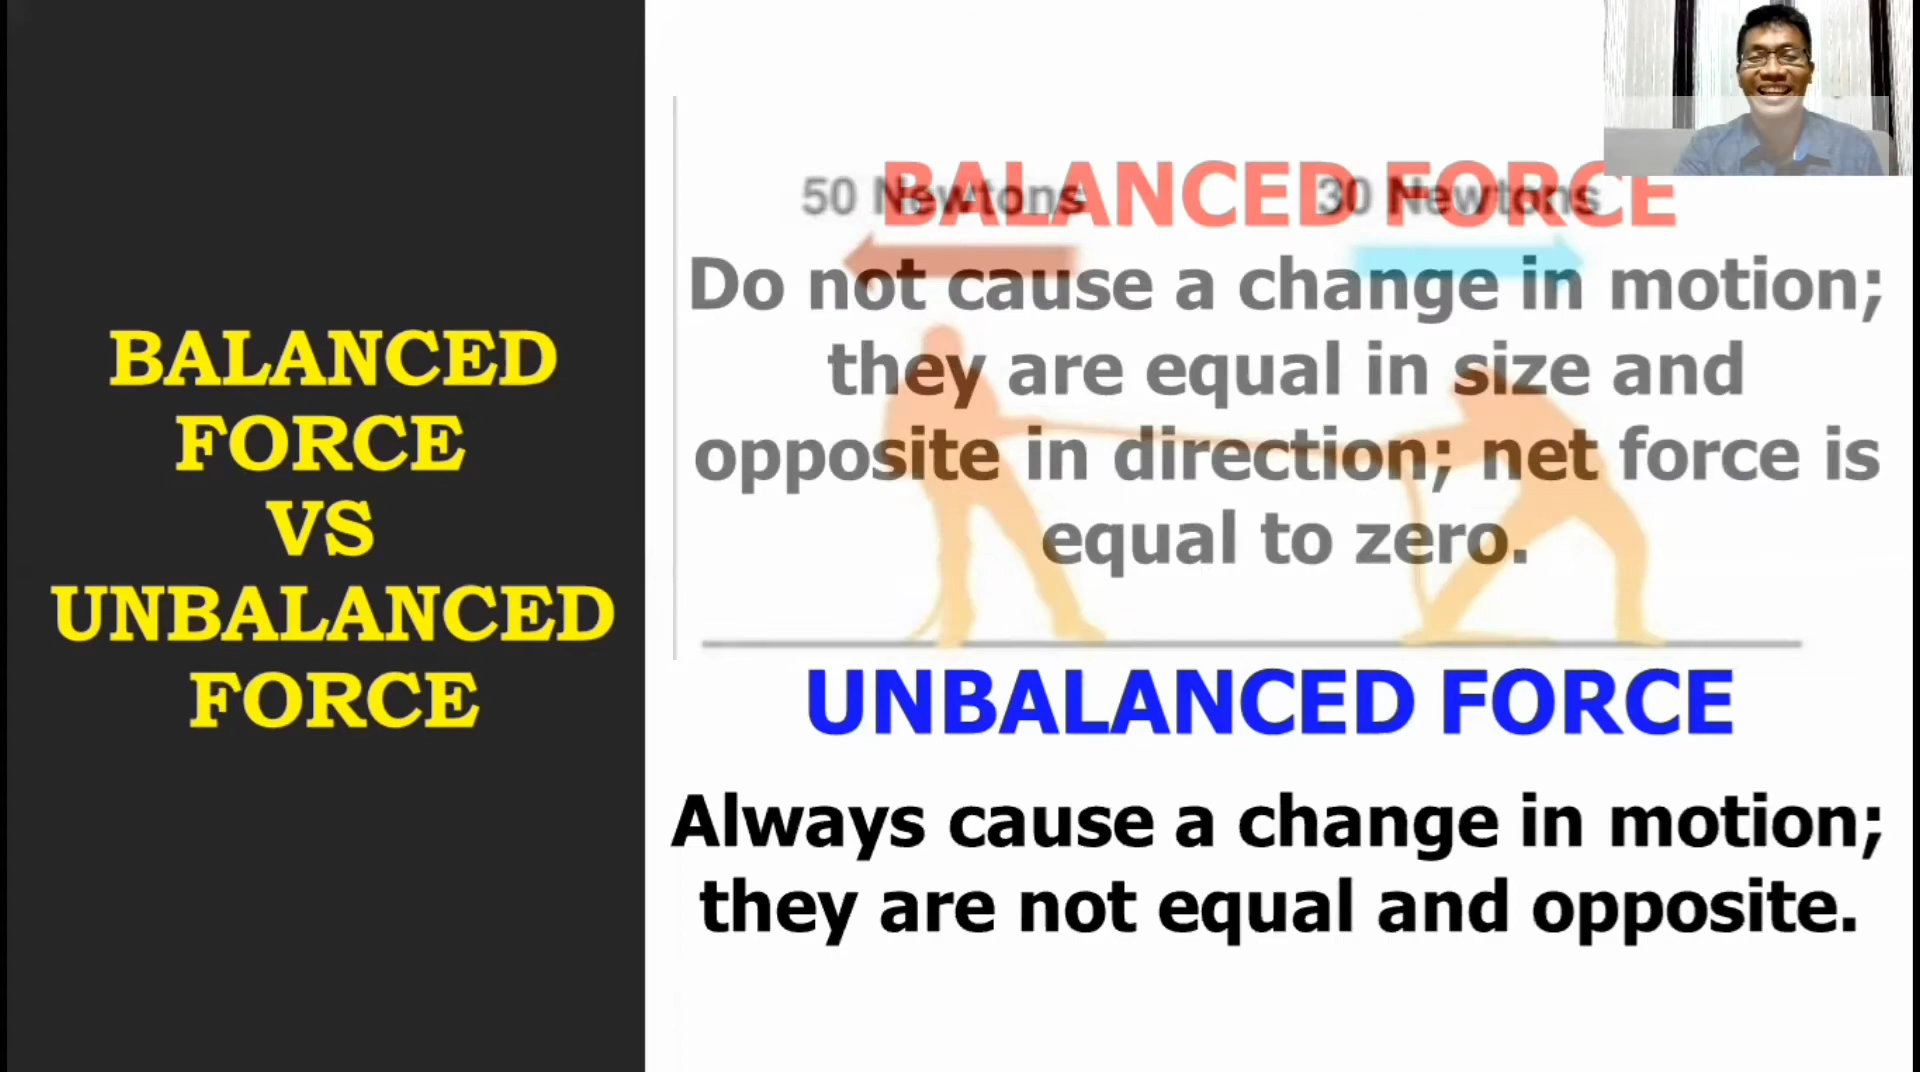 BALANCED
FORCE
VS
UNBALANCED
FORCE
50 Newtons
30 Newtons
BALANCED FORCE
Do not cause a change in motion;
they are equal in size and
opposite in direction; net force is
equal to zero.
UNBALANCED FORCE
Always cause a change in motion;
they are not equal and opposite.